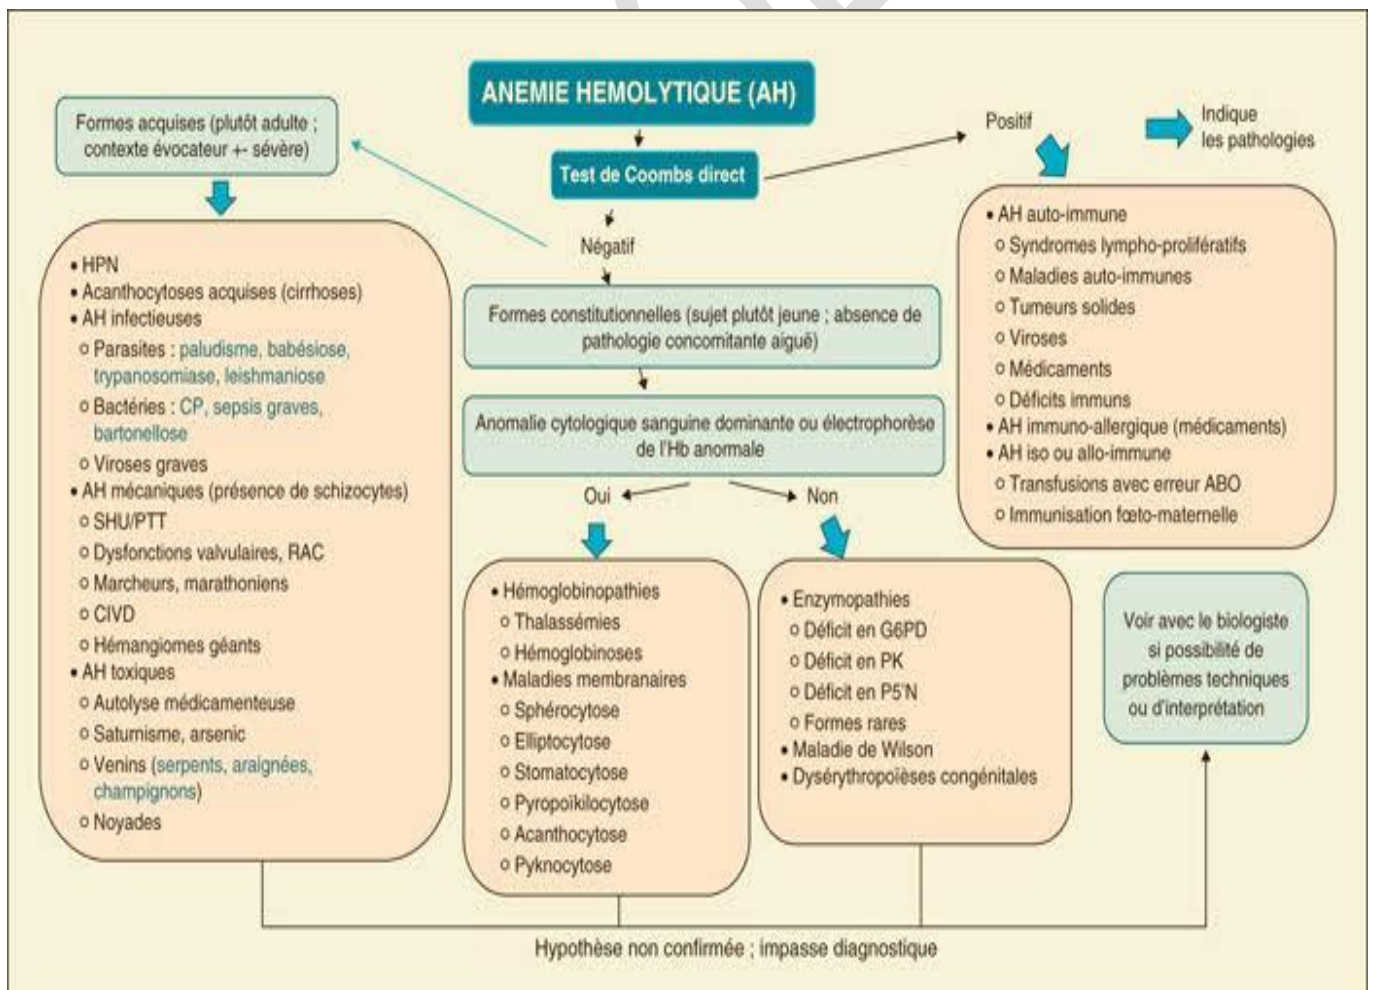 ANEMIE HEMOLYTIQUE (AH)
Test de Coombs direct
Positif
Indique
les pathologies
Formes acquises (plutôt adulte ;
contexte évocateur +- sévère)
Négatif
• HPN
• Acanthocytoses acquises (cirrhoses)
• AH infectieuses
o Parasites : paludisme, babésiose,
trypanosomiase, leishmaniose
o Bactéries : CP, sepsis graves,
bartonellose
o Viroses graves
• AH mécaniques (présence de schizocytes)
o SHU/PTT
o Dysfonctions valvulaires, RAC
o Marcheurs, marathoniens
o CIVD
o Hémangiomes géants
• AH toxiques
o Autolyse médicamenteuse
o Saturnisme, arsenic
o Venins (serpents, araignées,
champignons)
o Noyades
Formes constitutionnelles (sujet plutôt jeune ; absence de
pathologie concomitante aiguë)
Anomalie cytologique sanguine dominante ou électrophorèse
de l'Hb anormale
Oui
Non
• Hémoglobinopathies
o Thalassémies
o Hémoglobinoses
• Maladies membranaires
o Sphérocytose
o Elliptocytose
o Stomatocytose
o Pyropoïkilocytose
o Acanthocytose
o Pyknocytose
• Enzymopathies
o Déficit en G6PD
o Déficit en PK
o Déficit en P5'N
o Formes rares
• Maladie de Wilson
• Dysérythropoïèses congénitales
• AH auto-immune
o Syndromes lympho-prolifératifs
o Maladies auto-immunes
o Tumeurs solides
o Viroses
o Médicaments
o Déficits immuns
• AH immuno-allergique (médicaments)
• AH iso ou allo-immune
o Transfusions avec erreur ABO
o Immunisation fœto-maternelle
Voir avec le biologiste
si possibilité de
problèmes techniques
ou d'interprétation
Hypothèse non confirmée ; impasse diagnostique